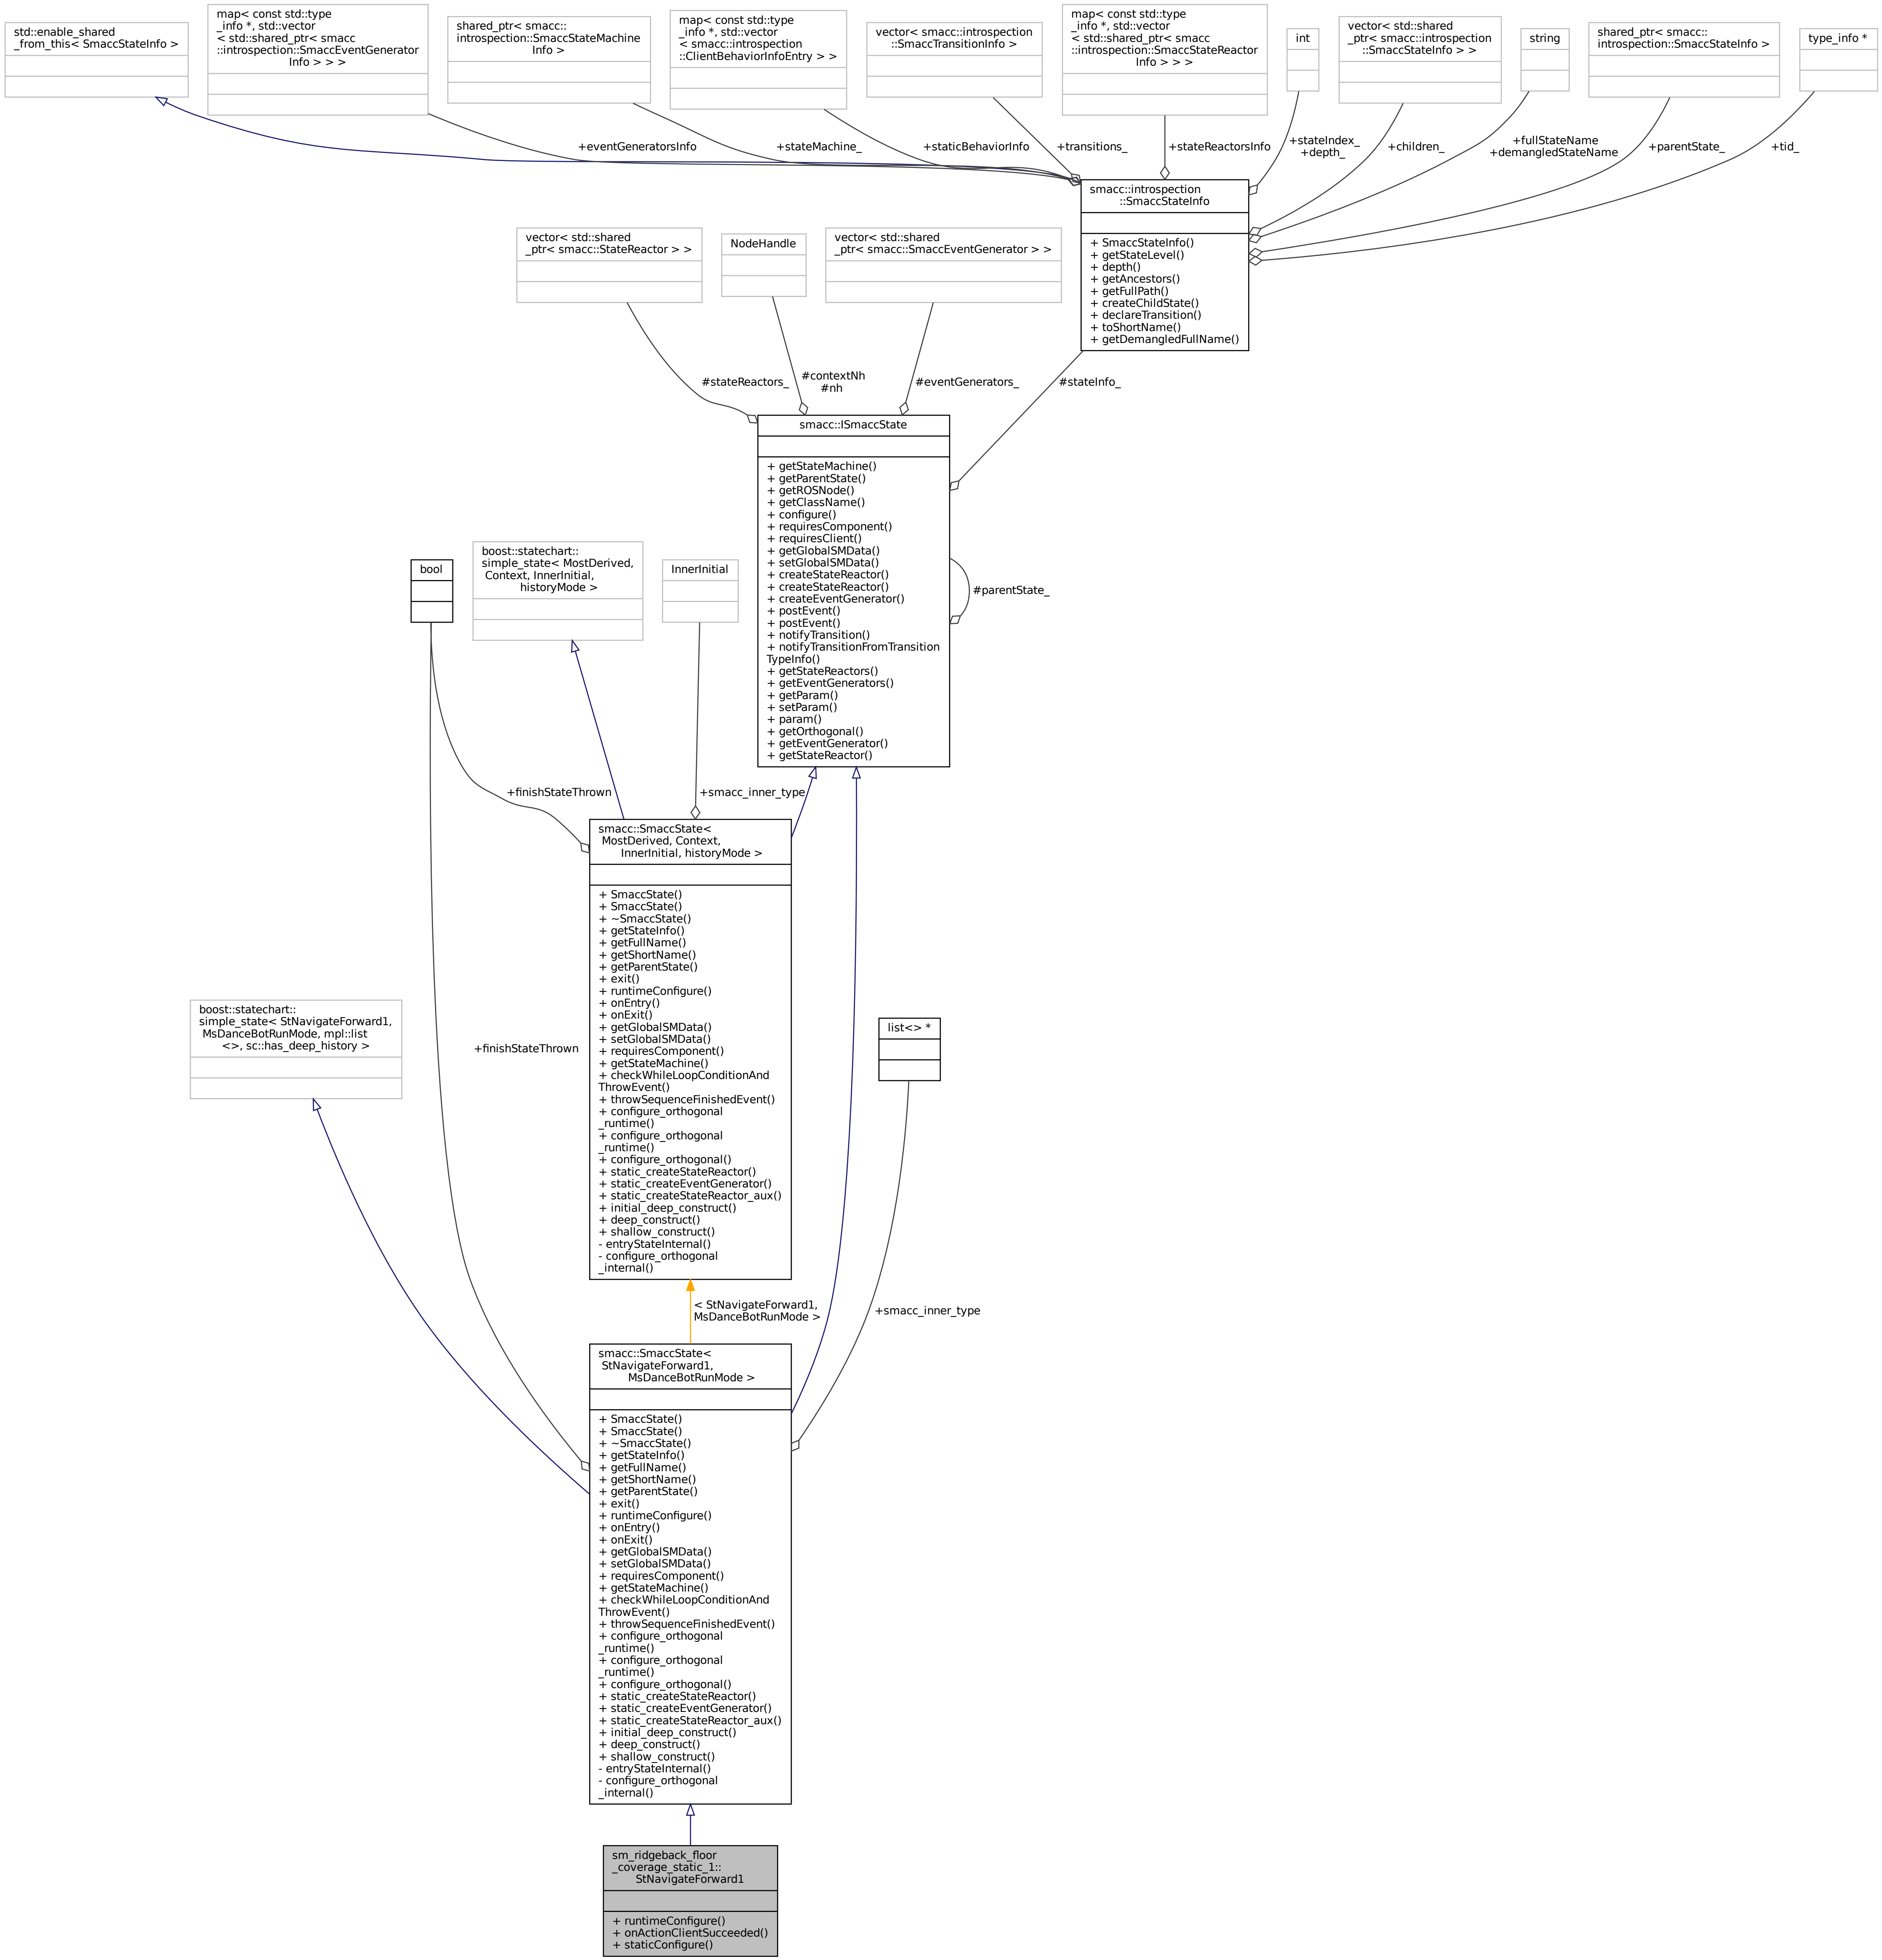 std::enable_shared
_from_this< SmaccStateInfo >
map< const std::type
_info *, std::vector
< std::shared_ptr< smacc
::introspection::SmaccEventGenerator
Info > > >
shared_ptr< smacc::
introspection::SmaccStateMachine
Info >
map< const std::type
_info *, std::vector
< smacc::introspection
::ClientBehaviorInfoEntry > >
vector< smacc::introspection
::SmaccTransitionInfo >
map< const std::type
_info *, std::vector
< std::shared_ptr< smacc
::introspection::SmaccStateReactor
Info > > >
int
vector< std::shared
_ptr< smacc::introspection
::SmaccStateInfo > >
string
shared_ptr< smacc::
introspection::SmaccStateInfo >
type_info *
+eventGeneratorsInfo
+stateMachine_
+staticBehaviorInfo
+transitions_
+stateReactorsInfo
+stateIndex_
+depth_
+children_
+fullStateName
+demangledStateName
+parentState_
+tid_
smacc::introspection
::SmaccStateInfo
+ SmaccStateInfo()
+ getStateLevel()
+ depth()
+ getAncestors()
+ getFullPath()
+ createChildState()
+ declareTransition()
+ toShortName()
+ getDemangledFullName()
vector< std::shared
_ptr< smacc::StateReactor > >
NodeHandle
vector< std::shared
_ptr< smacc::SmaccEventGenerator > >
#stateReactors_
#contextNh
#nh
#eventGenerators_
#stateInfo_
smacc::ISmaccState
+ getStateMachine()
+ getParentState()
+ getROSNode()
+ getClassName()
+ configure()
+ requiresComponent()
+ requiresClient()
+ getGlobalSMData()
+ setGlobalSMData()
+ createStateReactor()
+ createStateReactor()
+ createEventGenerator()
+ postEvent()
+ postEvent()
+ notifyTransition()
+ notifyTransitionFromTransition
TypeInfo()
+ getStateReactors()
+ getEventGenerators()
+ getParam()
+ setParam()
+ param()
+ getOrthogonal()
+ getEventGenerator()
+ getStateReactor()
#parentState_
bool
boost::statechart::
simple_state< MostDerived,
Context, InnerInitial,
historyMode >
InnerInitial
+finishStateThrown
+smacc_inner_type
smacc::SmaccState<
MostDerived, Context,
InnerInitial, historyMode >
+ SmaccState()
+ SmaccState()
+ ~SmaccState()
+ getStateInfo()
+ getFullName()
+ getShortName()
+ getParentState()
+ exit()
+ runtimeConfigure()
+ onEntry()
+ onExit()
+ getGlobalSMData()
+ setGlobalSMData()
+ requiresComponent()
+ getStateMachine()
+ checkWhileLoopConditionAnd
ThrowEvent()
+ throwSequenceFinishedEvent()
+ configure_orthogonal
_runtime()
+ configure_orthogonal
_runtime()
+ configure_orthogonal()
+ static_createStateReactor()
+ static_createEventGenerator()
+ static_createStateReactor_aux()
+ initial_deep_construct()
+ deep_construct()
+ shallow_construct()
- entryStateInternal()
- configure_orthogonal
_internal()
boost::statechart::
simple_state< StNavigateForward1,
MsDanceBotRunMode, mpl::list
<>, sc::has_deep_history >
+finishStateThrown
list<> *
< StNavigateForward1,
MsDanceBotRunMode >
+smacc_inner_type
smacc::SmaccState<
StNavigateForward1,
MsDanceBotRunMode >
+ SmaccState()
+ SmaccState()
+ ~SmaccState()
+ getStateInfo()
+ getFullName()
+ getShortName()
+ getParentState()
+ exit()
+ runtimeConfigure()
+ onEntry()
+ onExit()
+ getGlobalSMData()
+ setGlobalSMData()
+ requiresComponent()
+ getStateMachine()
+ checkWhileLoopConditionAnd
ThrowEvent()
+ throwSequenceFinishedEvent()
+ configure_orthogonal
_runtime()
+ configure_orthogonal
_runtime()
+ configure_orthogonal()
+ static_createStateReactor()
+ static_createEventGenerator()
+ static_createStateReactor_aux()
+ initial_deep_construct()
+ deep_construct()
+ shallow_construct()
- entryStateInternal()
- configure_orthogonal
_internal()
sm_ridgeback_floor
_coverage_static_1::
StNavigateForward1
+ runtimeConfigure()
+ onActionClientSucceeded()
+ staticConfigure()